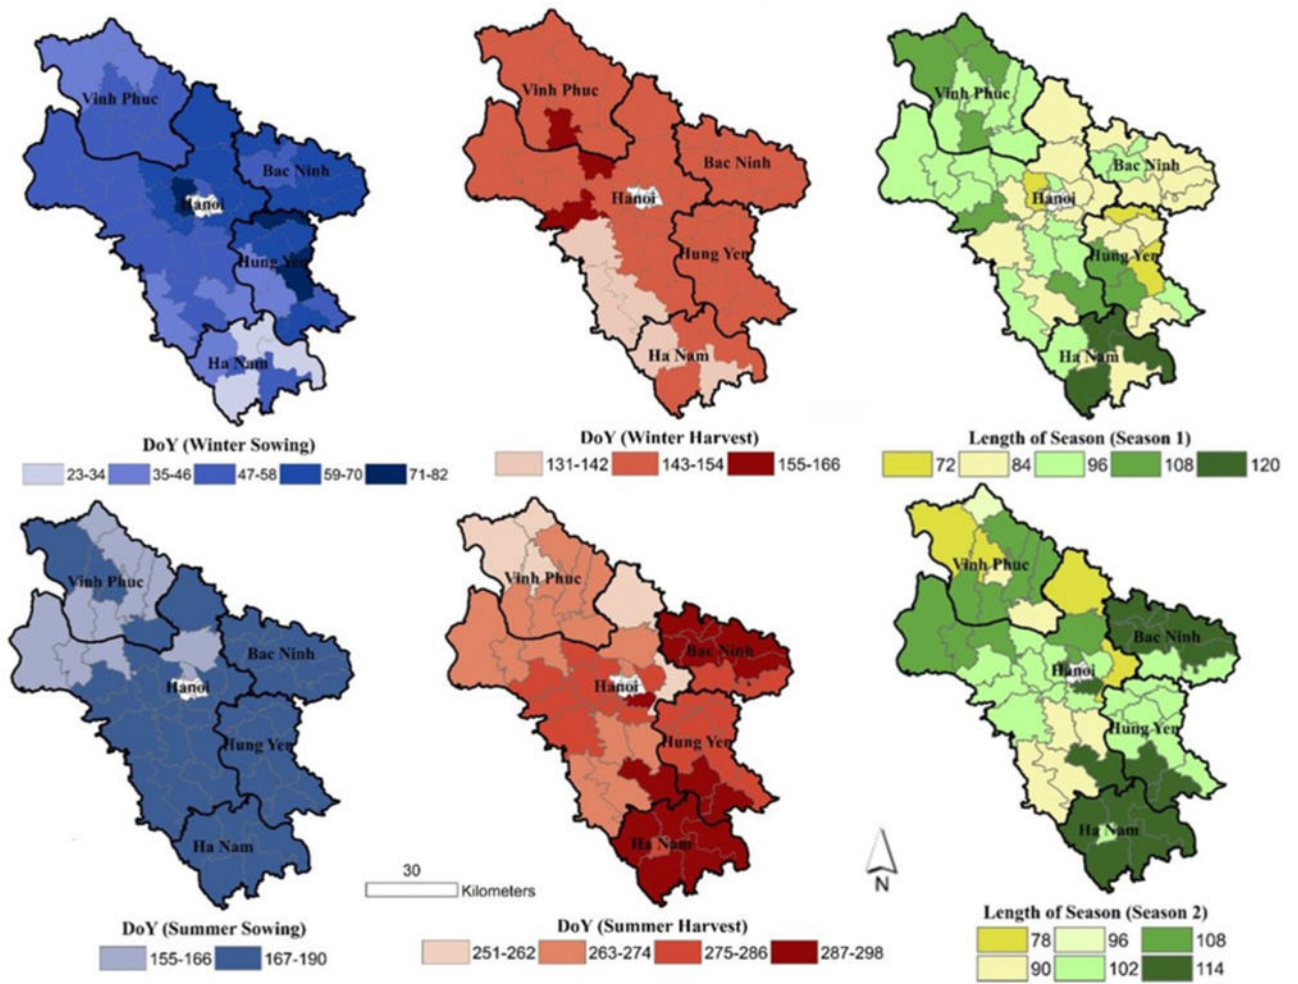 Vinh Phuc
Bac Ninh
Hanoi
Hung Yen
Ha Nam
DoY (Winter Sowing)
23-34 35-46 47-58 59-70 71-82
Vinh Phuc
Bac Ninh
Hanoi
Hung Yen
Ha Nam
DoY (Winter Harvest)
131-142 143-154 155-166
Vinh Phuc
Bac Ninh
Hanoi
Hung Yen
Ha Nam
Length of Season (Season 1)
72 84 96 108 120
Vinh Phuc
Bac Ninh
Hanoi
Hung Yen
Ha Nam
DoY (Summer Sowing)
155-166 167-190
Vinh Phuc
Bac Ninh
Hanoi
Hung Yen
Ha Nam
30
Kilometers
DoY (Summer Harvest)
251-262 263-274 275-286 287-298
Vinh Phuc
Bac Ninh
Hanoi
Hung Yen
Ha Nam
N
Length of Season (Season 2)
78 96 108
90 102 114